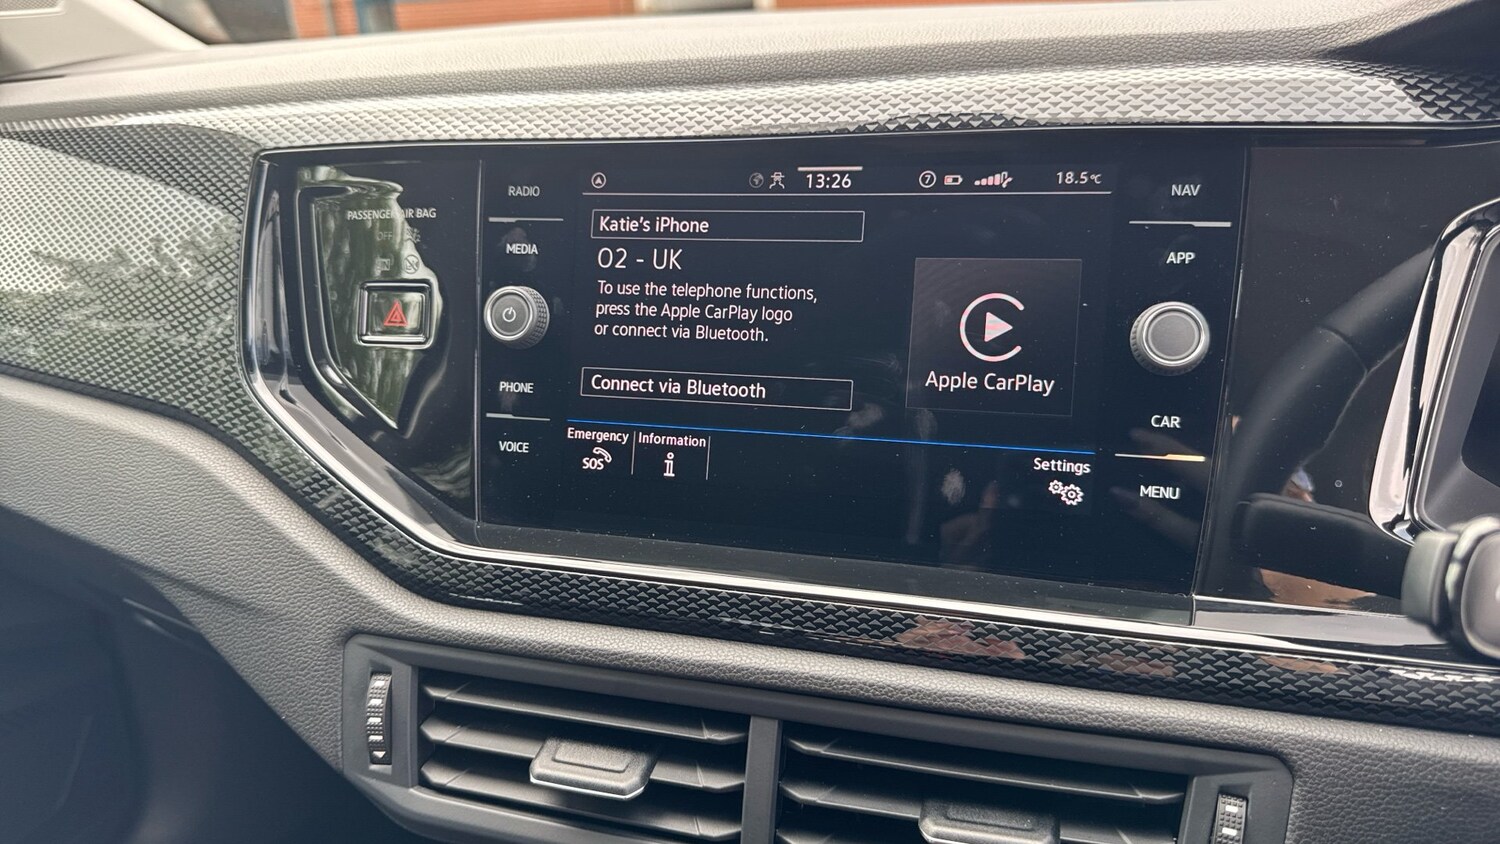 PASSENGER AIR BAG
OFF
RADIO
MEDIA
PHONE
VOICE
13:26
7
18.5°C
Katie's iPhone
O2 - UK
To use the telephone functions,
press the Apple CarPlay logo
or connect via Bluetooth.
Connect via Bluetooth
Apple CarPlay
Emergency
SOS
Information
i
Settings
NAV
APP
CAR
MENU